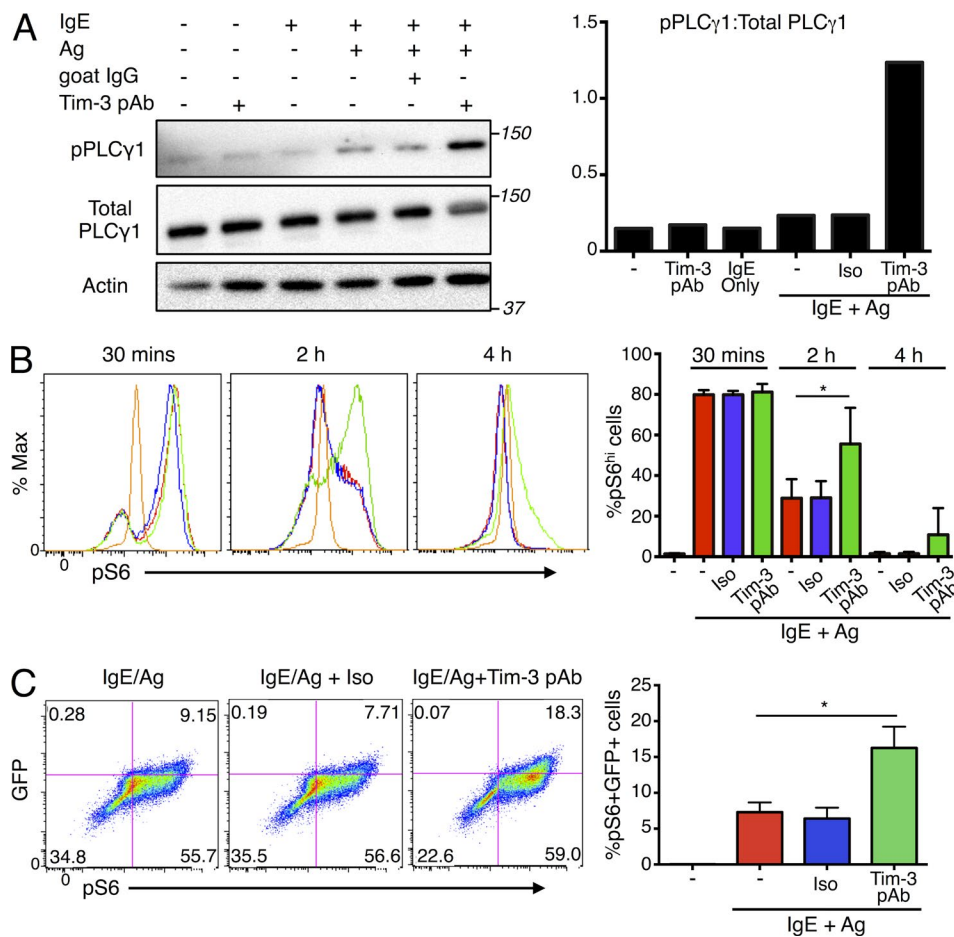 A
IgE - - + + + +
Ag - - - + + +
goat IgG - - - - + -
Tim-3 pAb - + - - - +
pPLCγ1
-150
Total
PLCγ1
-150
Actin
37
pPLCγ1:Total PLCγ1
1.5
1.0
0.5
0
- Tim-3 pAb IgE Only - Iso Tim-3 pAb
IgE + Ag
B
30 mins 2 h 4 h
% Max
0
0
pS6
%pS6hi cells
100
80
60
40
20
0
30 mins 2 h 4 h
*
- - Iso Tim-3 pAb - Iso Tim-3 pAb - Iso Tim-3 pAb
IgE + Ag
C
IgE/Ag IgE/Ag + Iso IgE/Ag+Tim-3 pAb
0.28 9.15 0.19 7.71 0.07 18.3
GFP
0
34.8 55.7 35.5 56.6 22.6 59.0
0
pS6
%pS6+GFP+ cells
25
20
15
10
5
0
*
- - Iso Tim-3 pAb
IgE + Ag